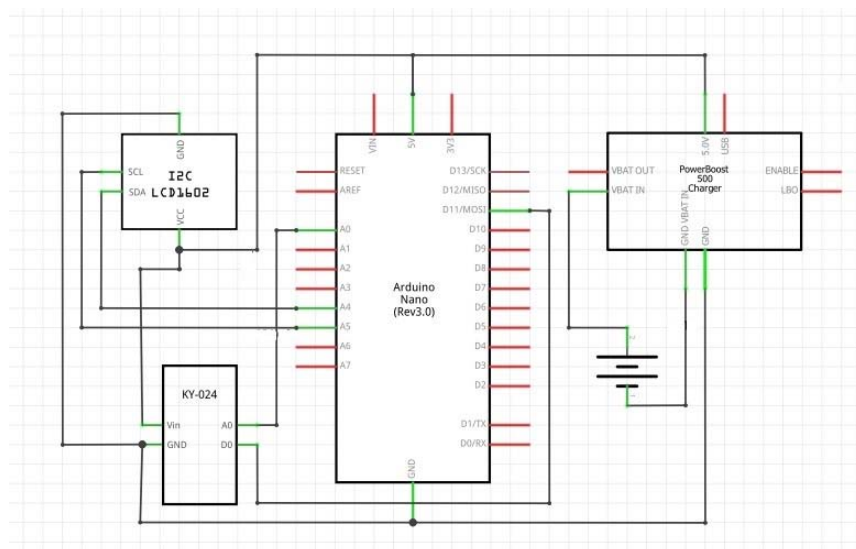 VIN
5V
3V3
5.0V
USB
GND
SCL
I2C
SDA
LCD1602
VCC
RESET
AREF
A0
A1
A2
A3
A4
A5
A6
A7
D13/SCK
D12/MISO
D11/MOSI
D10
D9
D8
D7
D6
D5
D4
D3
D2
D1/TX
D0/RX
Arduino
Nano
(Rev3.0)
GND
VBAT OUT
VBAT IN
PowerBoost
500
Charger
ENABLE
LBO
GND VBAT IN
GND
2
1
KY-024
Vin
GND
A0
D0